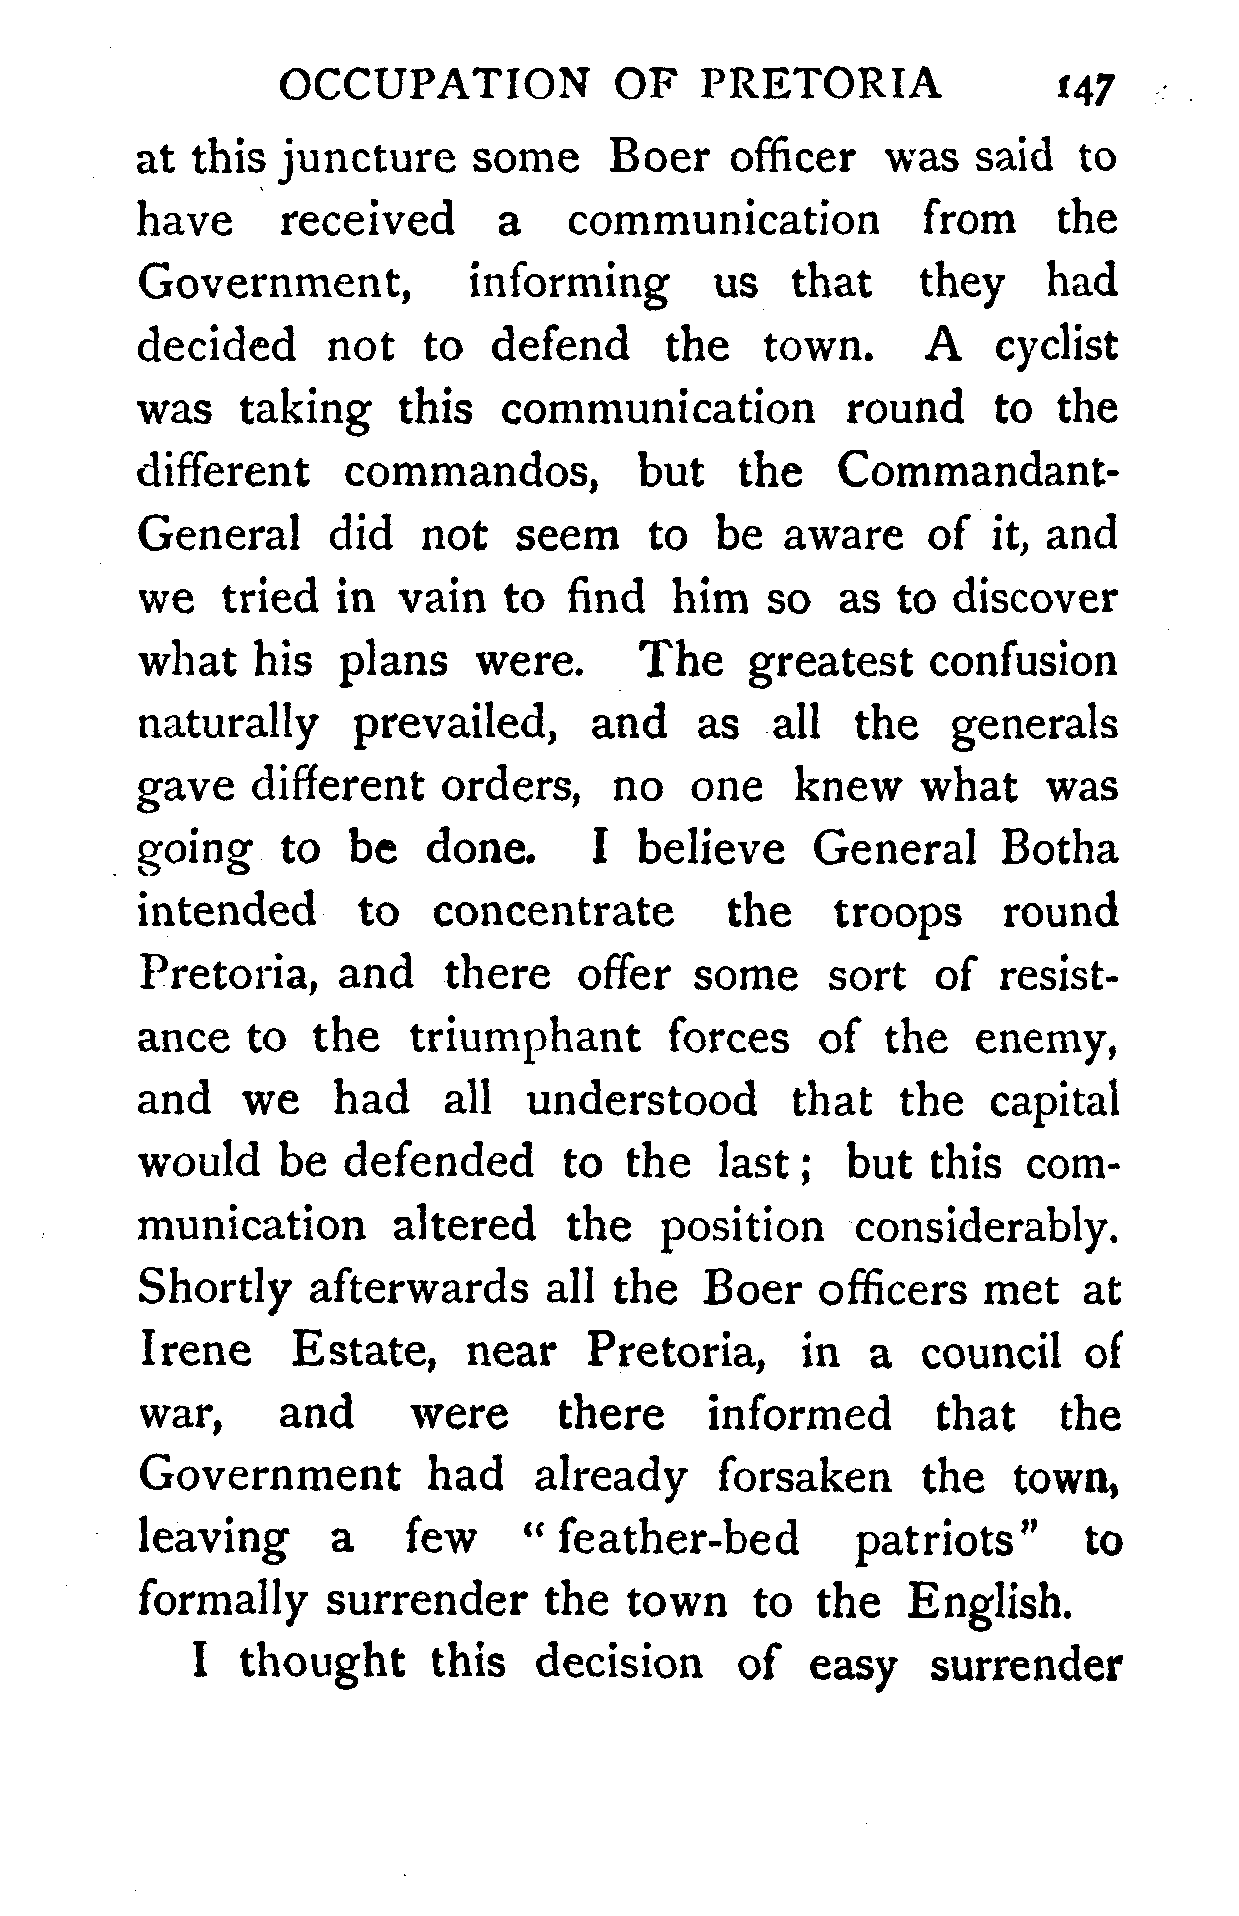 OCCUPATION OF PRETORIA 147
at this juncture some Boer officer was said to
have received a communication from the
Government, informing us that they had
decided not to defend the town. A cyclist
was taking this communication round to the
different commandos, but the Commandant-
General did not seem to be aware of it, and
we tried in vain to find him so as to discover
what his plans were. The greatest confusion
naturally prevailed, and as all the generals
gave different orders, no one knew what was
going to be done. I believe General Botha
intended to concentrate the troops round
Pretoria, and there offer some sort of resist-
ance to the triumphant forces of the enemy,
and we had all understood that the capital
would be defended to the last ; but this com-
munication altered the position considerably.
Shortly afterwards all the Boer officers met at
Irene Estate, near Pretoria, in a council of
war, and were there informed that the
Government had already forsaken the town,
leaving a few “ feather-bed patriots” to
formally surrender the town to the English.
I thought this decision of easy surrender